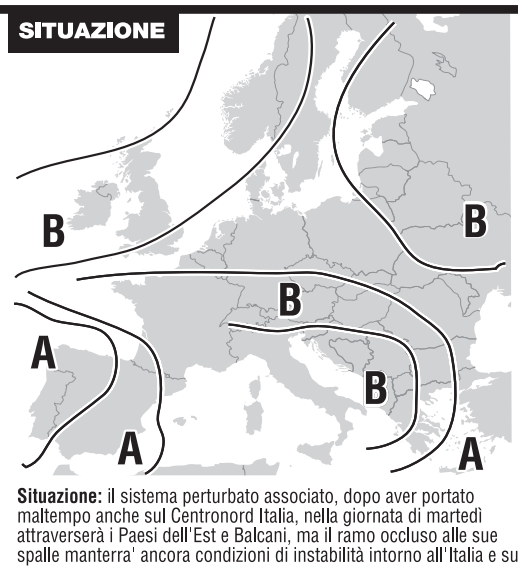 SITUAZIONE
B
B
B
A
B
A
A
Situazione: il sistema perturbato associato, dopo aver portato
maltempo anche sul Centronord Italia, nella giornata di martedì
attraverserà i Paesi dell'Est e Balcani, ma il ramo occluso alle sue
spalle manterra' ancora condizioni di instabilità intorno all'Italia e su